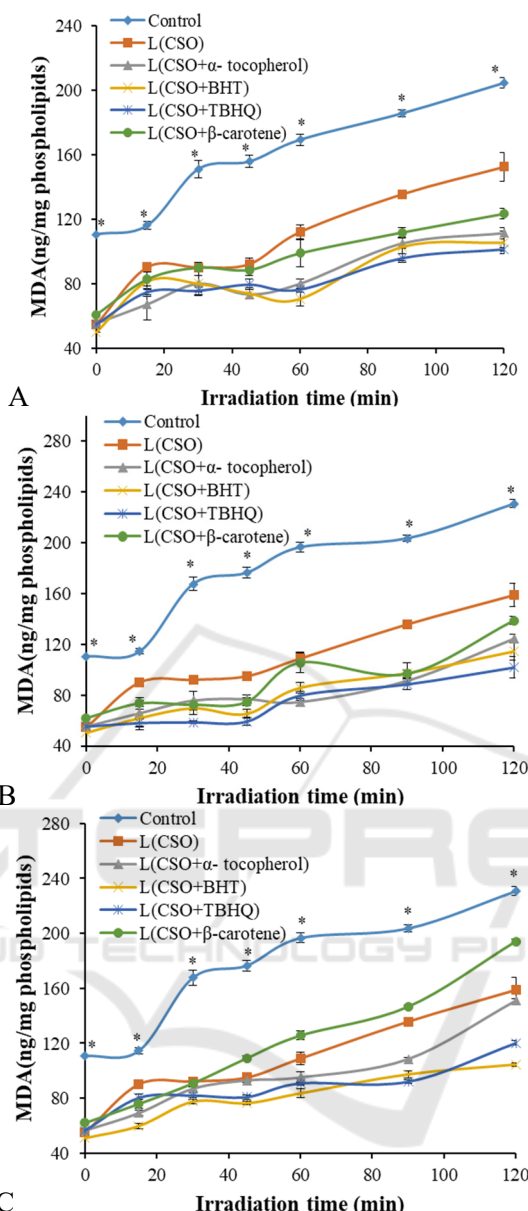 240
200
160
120
80
40
MDA(ng/mg phospholipids)
Control
L(CSO)
L(CSO+α- tocopherol)
L(CSO+BHT)
L(CSO+TBHQ)
L(CSO+β-carotene)
* * * * * * *
0 20 40 60 80 100 120
Irradiation time (min)
A
280
240
200
160
120
80
40
MDA(ng/mg phospholipids)
Control
L(CSO)
L(CSO+α- tocopherol)
L(CSO+BHT)
L(CSO+TBHQ)
L(CSO+β-carotene)
* * * * * * *
0 20 40 60 80 100 120
Irradiation time (min)
B
280
240
200
160
120
80
40
MDA(ng/mg phospholipids)
Control
L(CSO)
L(CSO+α- tocopherol)
L(CSO+BHT)
L(CSO+TBHQ)
L(CSO+β-carotene)
* * * * * * *
0 20 40 60 80 100 120
Irradiation time (min)
C
TECHNOLOGY